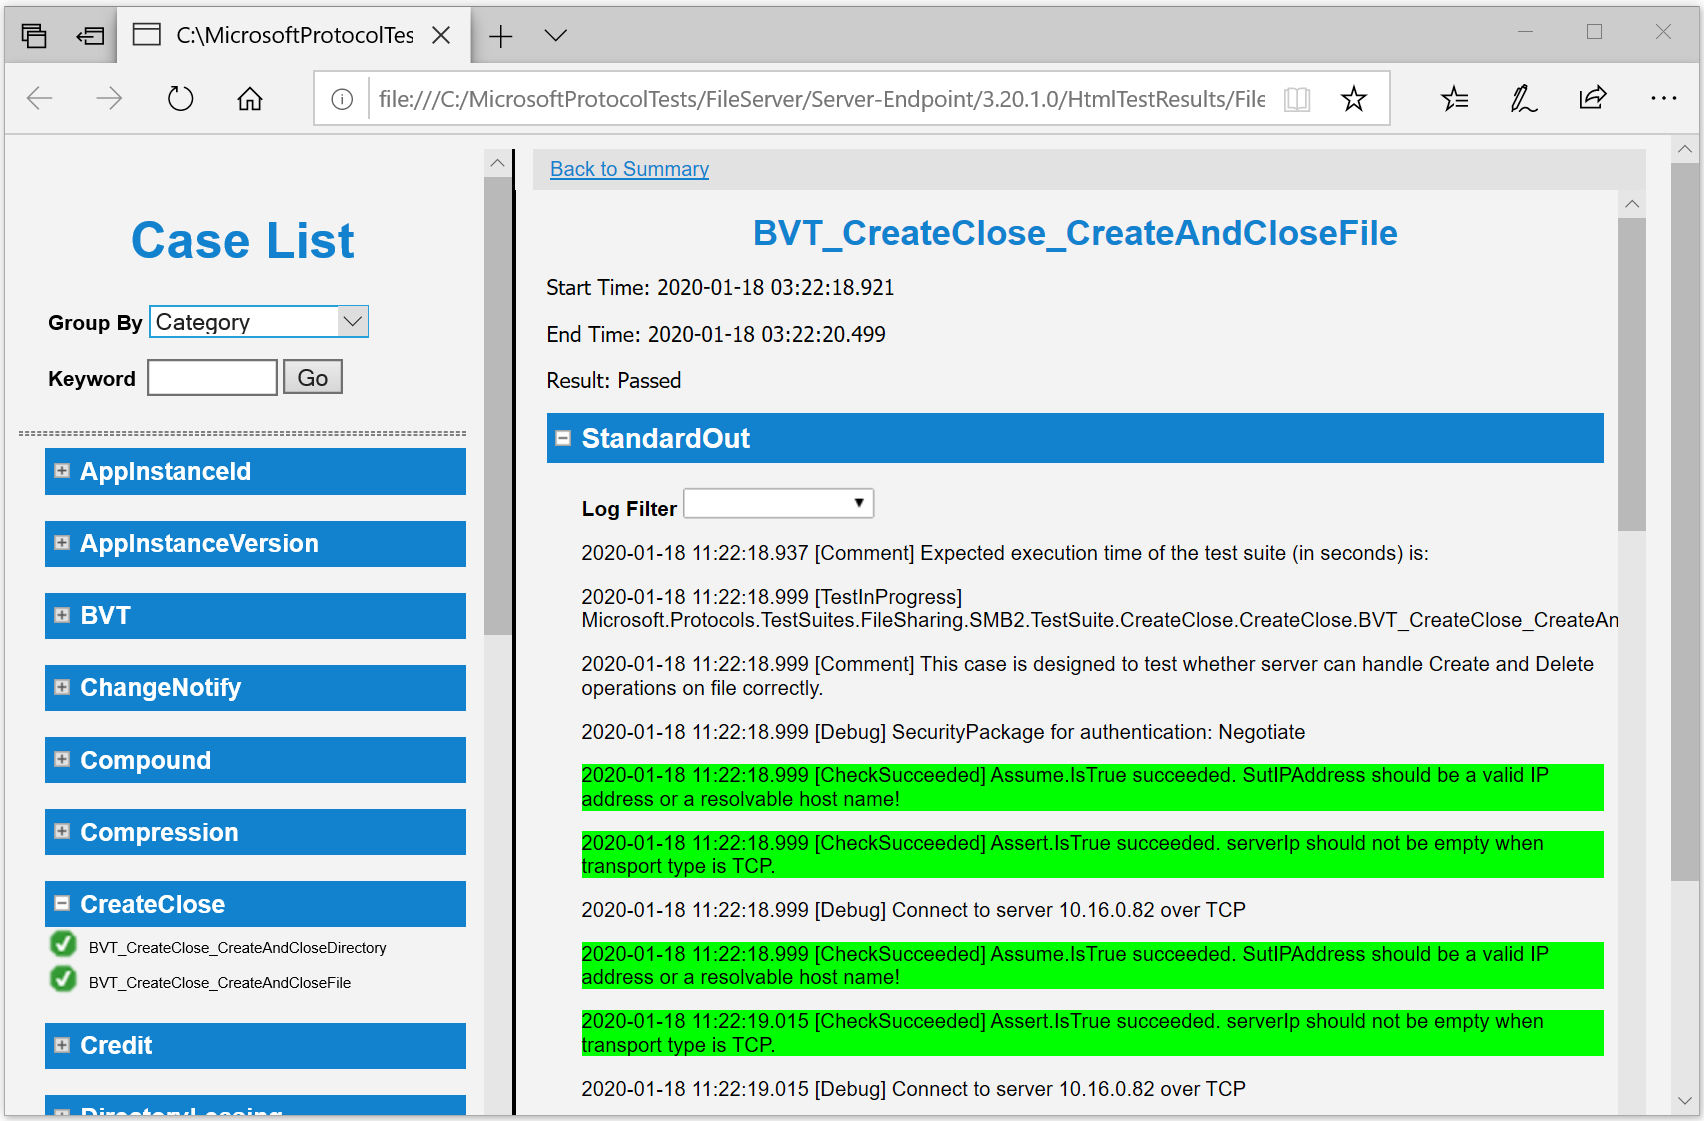 C:\MicrosoftProtocolTes
file:///C:/MicrosoftProtocolTests/FileServer/Server-Endpoint/3.20.1.0/HtmlTestResults/File
Case List
Group By Category
Keyword Go
AppInstanceId
AppInstanceVersion
BVT
ChangeNotify
Compound
Compression
CreateClose
BVT_CreateClose_CreateAndCloseDirectory
BVT_CreateClose_CreateAndCloseFile
Credit
DirectoryLeasing
Back to Summary
BVT_CreateClose_CreateAndCloseFile
Start Time: 2020-01-18 03:22:18.921
End Time: 2020-01-18 03:22:20.499
Result: Passed
StandardOut
Log Filter
2020-01-18 11:22:18.937 [Comment] Expected execution time of the test suite (in seconds) is:
2020-01-18 11:22:18.999 [TestInProgress]
Microsoft.Protocols.TestSuites.FileSharing.SMB2.TestSuite.CreateClose.CreateClose.BVT_CreateClose_CreateAn
2020-01-18 11:22:18.999 [Comment] This case is designed to test whether server can handle Create and Delete
operations on file correctly.
2020-01-18 11:22:18.999 [Debug] SecurityPackage for authentication: Negotiate
2020-01-18 11:22:18.999 [CheckSucceeded] Assume.IsTrue succeeded. SutIPAddress should be a valid IP
address or a resolvable host name!
2020-01-18 11:22:18.999 [CheckSucceeded] Assert.IsTrue succeeded. serverIp should not be empty when
transport type is TCP.
2020-01-18 11:22:18.999 [Debug] Connect to server 10.16.0.82 over TCP
2020-01-18 11:22:18.999 [CheckSucceeded] Assume.IsTrue succeeded. SutIPAddress should be a valid IP
address or a resolvable host name!
2020-01-18 11:22:19.015 [CheckSucceeded] Assert.IsTrue succeeded. serverIp should not be empty when
transport type is TCP.
2020-01-18 11:22:19.015 [Debug] Connect to server 10.16.0.82 over TCP